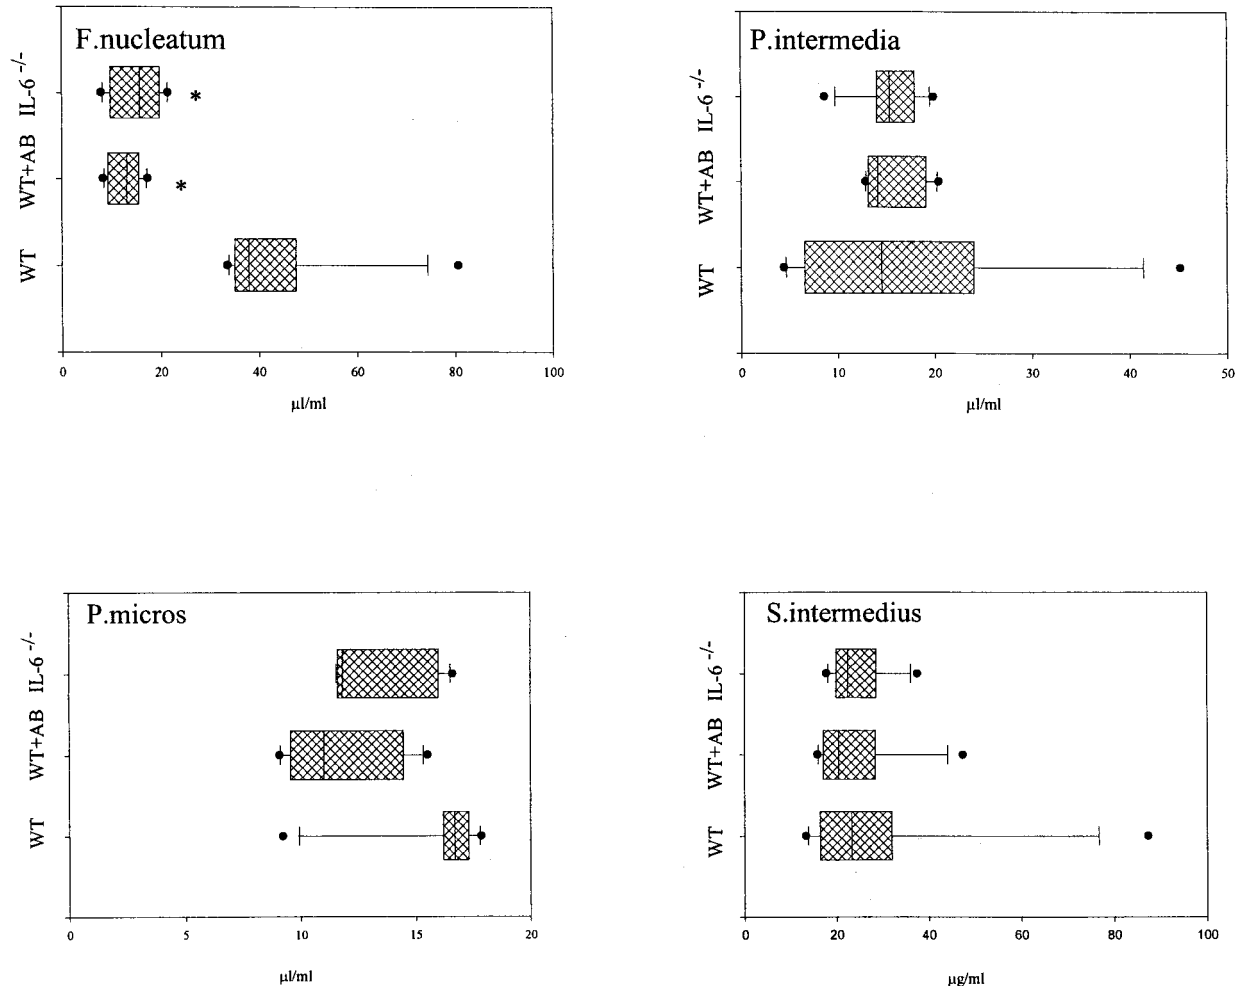 F.nucleatum
IL-6 -/-
WT+AB
WT
*
*
0 20 40 60 80 100
µl/ml
P.intermedia
IL-6 -/-
WT+AB
WT
0 10 20 30 40 50
µl/ml
P.micros
IL-6 -/-
WT+AB
WT
0 5 10 15 20
µl/ml
S.intermedius
IL-6 -/-
WT+AB
WT
0 20 40 60 80 100
µg/ml